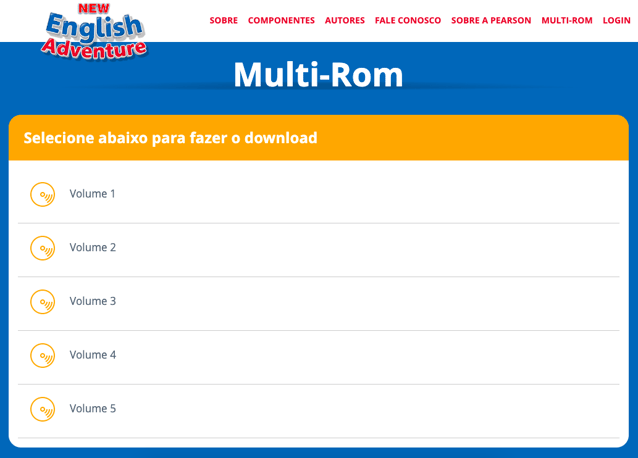 NEW
English
Adventure
SOBRE COMPONENTES AUTORES FALE CONOSCO SOBRE A PEARSON MULTI-ROM LOGIN
Multi-Rom
Selecione abaixo para fazer o download
Volume 1
Volume 2
Volume 3
Volume 4
Volume 5